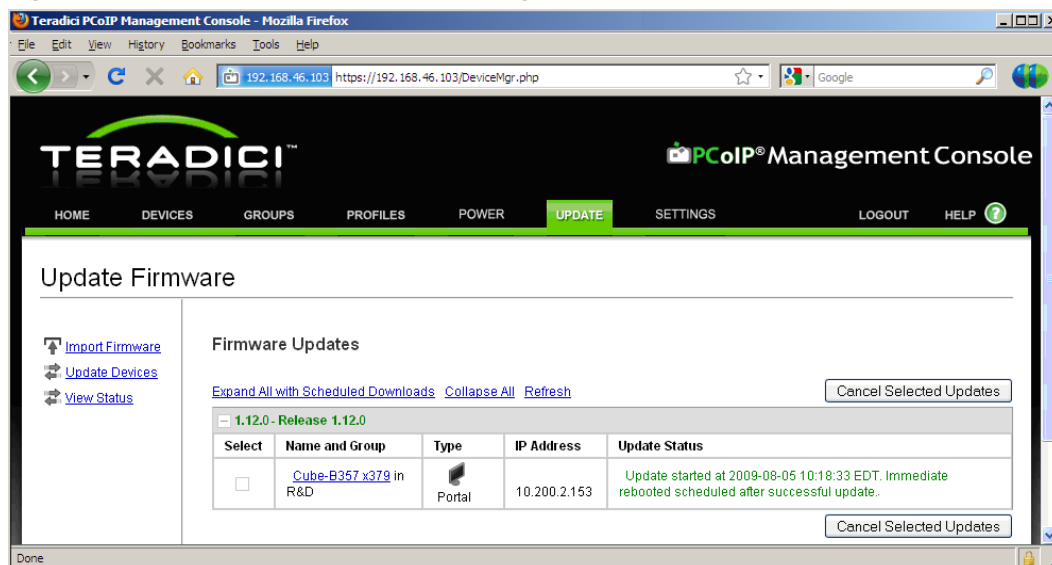 Teradici PCoIP Management Console - Mozilla Firefox
File Edit View History Bookmarks Tools Help
192.168.46.103 https://192.168.46.103/DeviceMgr.php Google
TERADICI™
PCoIP® Management Console
HOME DEVICES GROUPS PROFILES POWER UPDATE SETTINGS LOGOUT HELP ?
Update Firmware
Import Firmware
Update Devices
View Status
Firmware Updates
Expand All with Scheduled Downloads Collapse All Refresh
Cancel Selected Updates
1.12.0 - Release 1.12.0
Select Name and Group Type IP Address Update Status
Cube-B357 x379 in
R&D
Portal
10.200.2.153
Update started at 2009-08-05 10:18:33 EDT. Immediate
rebooted scheduled after successful update..
Cancel Selected Updates
Done